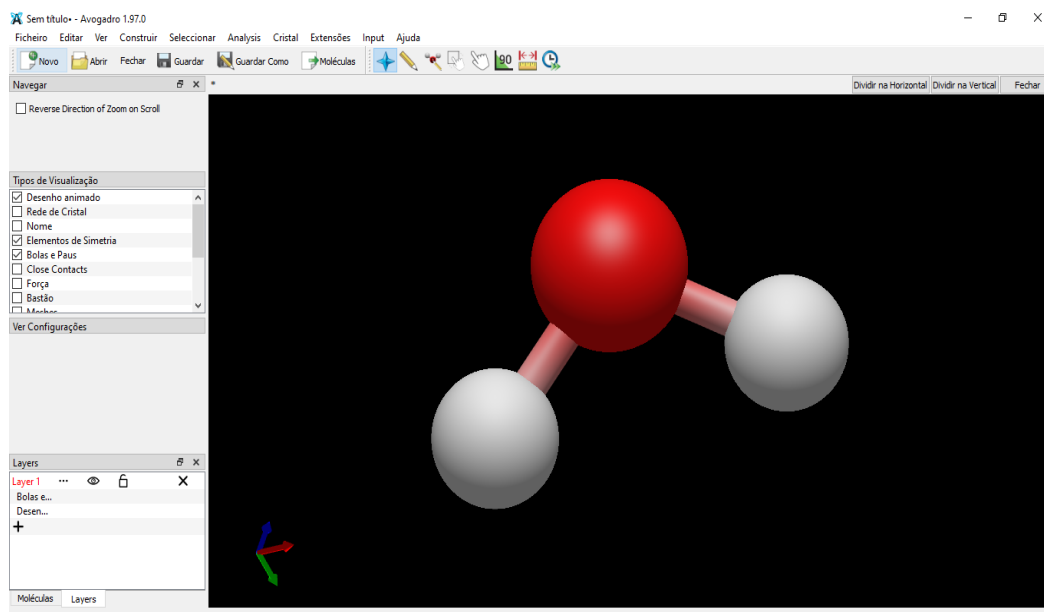 Sem título• - Avogadro 1.97.0
Ficheiro Editar Ver Construir Seleccionar Analysis Cristal Extensões Input Ajuda
Novo Abrir Fechar Guardar Guardar Como Moléculas 90
Navegar
* Dividir na Horizontal Dividir na Vertical Fechar
Reverse Direction of Zoom on Scroll
Tipos de Visualização
Desenho animado
Rede de Cristal
Nome
Elementos de Simetria
Bolas e Paus
Close Contacts
Força
Bastão
Meshes
Ver Configurações
Layers
Layer 1 ...
Bolas e...
Desen...
Moléculas Layers